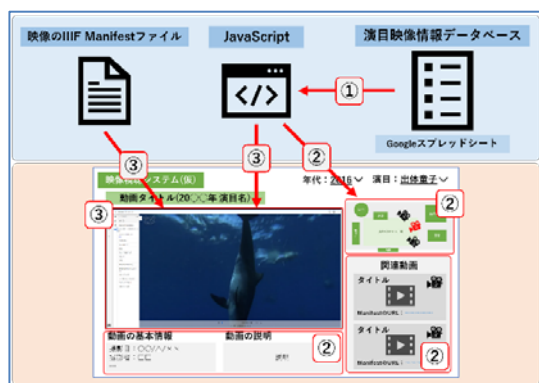 映像のIIIF Manifestファイル
JavaScript
演目映像情報データベース
①
</>
Googleスプレッドシート
③
③
②
映像検索システム(仮)
年代：2016
演目：出体童子
動画タイトル(20○○年 演目名)
③
②
関連動画
タイトル
ManifestのURL
タイトル
ManifestのURL
②
動画の基本情報
動画の説明
②
説明